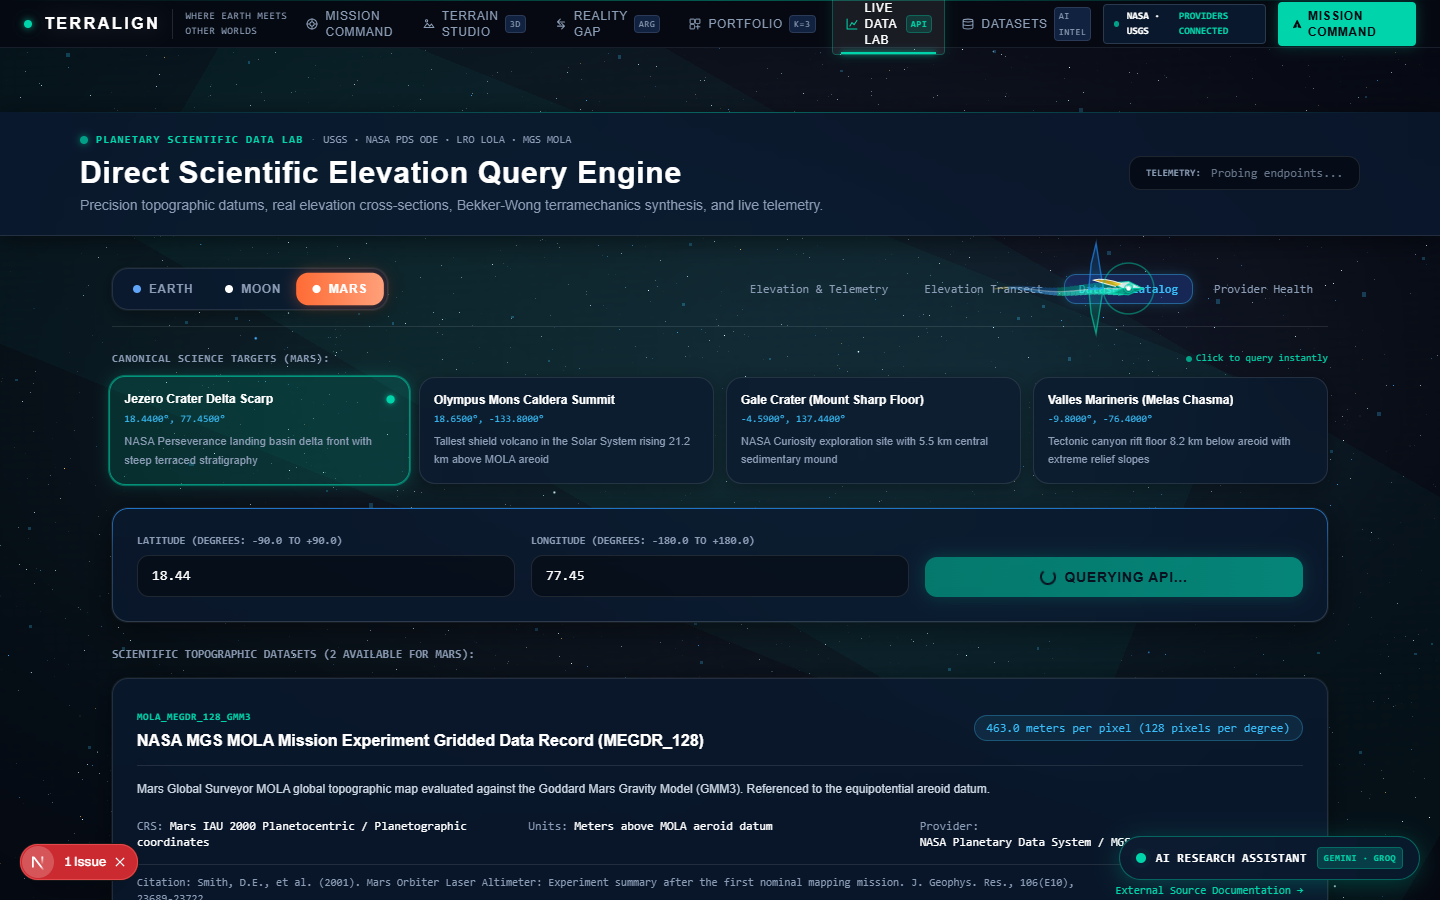 TERRALIGN
WHERE EARTH MEETS
OTHER WORLDS
MISSION
COMMAND
TERRAIN
STUDIO
3D
REALITY
GAP
ARG
PORTFOLIO
K=3
LIVE
DATA
LAB
API
DATASETS
AI
INTEL
NASA •
USGS
PROVIDERS
CONNECTED
MISSION
COMMAND
PLANETARY SCIENTIFIC DATA LAB · USGS • NASA PDS ODE • LRO LOLA • MGS MOLA
Direct Scientific Elevation Query Engine
Precision topographic datums, real elevation cross-sections, Bekker-Wong terramechanics synthesis, and live telemetry.
TELEMETRY: Probing endpoints...
EARTH
MOON
MARS
Elevation & Telemetry
Elevation Transect
Catalog
Provider Health
CANONICAL SCIENCE TARGETS (MARS):
Click to query instantly
Jezero Crater Delta Scarp
18.4400°, 77.4500°
NASA Perseverance landing basin delta front with
steep terraced stratigraphy
Olympus Mons Caldera Summit
18.6500°, -133.8000°
Tallest shield volcano in the Solar System rising 21.2
km above MOLA areoid
Gale Crater (Mount Sharp Floor)
-4.5900°, 137.4400°
NASA Curiosity exploration site with 5.5 km central
sedimentary mound
Valles Marineris (Melas Chasma)
-9.8000°, -76.4000°
Tectonic canyon rift floor 8.2 km below areoid with
extreme relief slopes
LATITUDE (DEGREES: -90.0 TO +90.0)
18.44
LONGITUDE (DEGREES: -180.0 TO +180.0)
77.45
QUERYING API...
SCIENTIFIC TOPOGRAPHIC DATASETS (2 AVAILABLE FOR MARS):
MOLA_MEGDR_128_GMM3
NASA MGS MOLA Mission Experiment Gridded Data Record (MEGDR_128)
463.0 meters per pixel (128 pixels per degree)
Mars Global Surveyor MOLA global topographic map evaluated against the Goddard Mars Gravity Model (GMM3). Referenced to the equipotential areoid datum.
CRS: Mars IAU 2000 Planetocentric / Planetographic
coordinates
Units: Meters above MOLA aeroid datum
Provider:
NASA Planetary Data System / MGS
Citation: Smith, D.E., et al. (2001). Mars Orbiter Laser Altimeter: Experiment summary after the first nominal mapping mission. J. Geophys. Res., 106(E10),
23689-23722
External Source Documentation →
N
1 Issue
AI RESEARCH ASSISTANT
GEMINI · GROQ